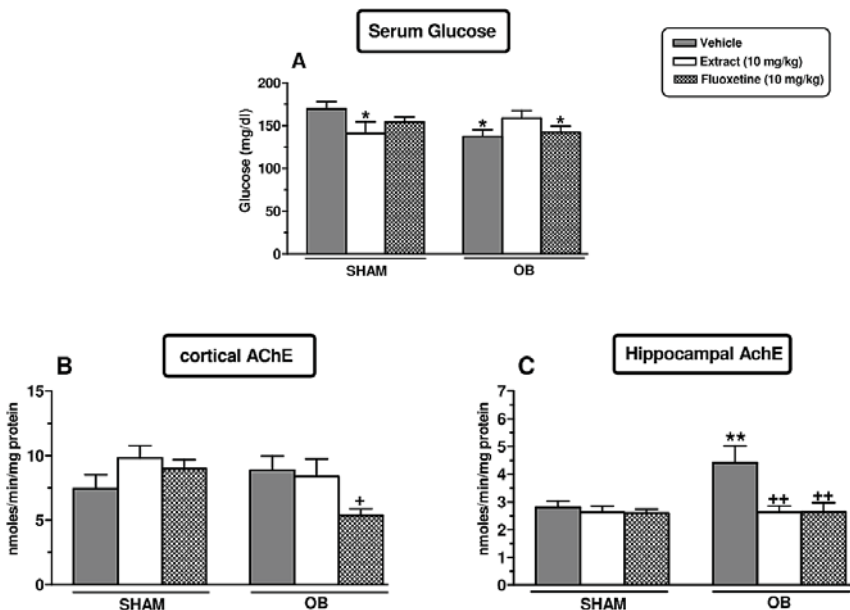 Serum Glucose
Vehicle
Extract (10 mg/kg)
Fluoxetine (10 mg/kg)
A
Glucose (mg/dl)
200
150
100
50
0
*
*
*
SHAM
OB
B
cortical AChE
nmoles/min/mg protein
15
10
5
0
+
SHAM
OB
C
Hippocampal AchE
nmoles/min/mg protein
7
6
5
4
3
2
1
0
**
++
++
SHAM
OB